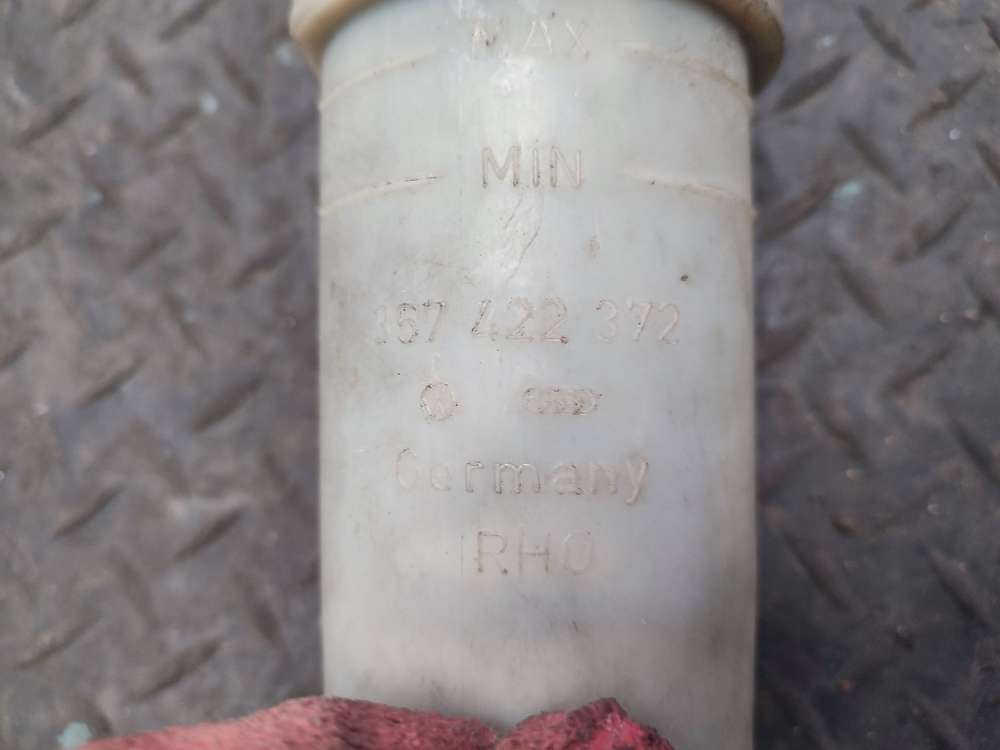 MAX
MIN
357 422 372
Germany
IRHO